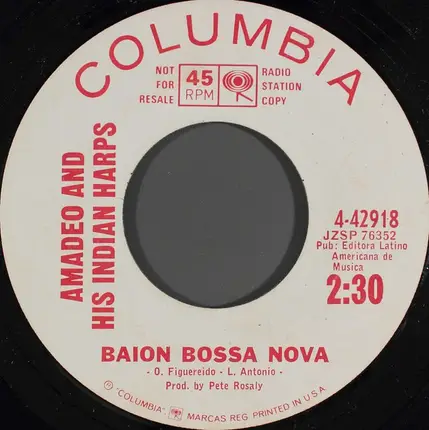 COLUMBIA
NOT
FOR
RESALE
45
RPM
RADIO
STATION
COPY
AMADEO AND
HIS INDIAN HARPS
4-42918
JZSP 76352
Pub: Editora Latino
Americana de
Musica
2:30
BAION BOSSA NOVA
- O. Figuereido - L. Antonio -
Prod. by Pete Rosaly
Ⓟ "COLUMBIA" MARCAS REG. PRINTED IN U.S.A